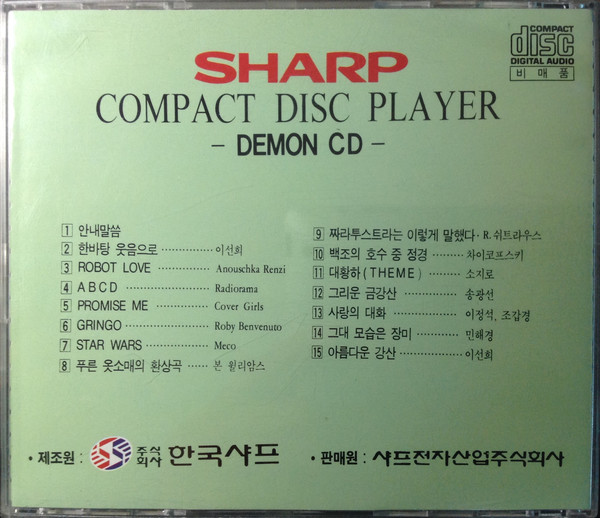 COMPACT
disc
DIGITAL AUDIO
비매품
SHARP
COMPACT DISC PLAYER
- DEMON CD -
1 안내말씀
2 한바탕 웃음으로 ············ 이선희
3 ROBOT LOVE ············ Anouschka Renzi
4 A B C D ············ Radiorama
5 PROMISE ME ············ Cover Girls
6 GRINGO ············ Roby Benvenuto
7 STAR WARS ············ Meco
8 푸른 옷소매의 환상곡 ······ 본 윌리암스
9 짜라투스트라는 이렇게 말했다 · R. 쉬트라우스
10 백조의 호수 중 정경 ········· 차이코프스키
11 대황하 (THEME) ········· 소지로
12 그리운 금강산 ············ 송광선
13 사랑의 대화 ············ 이정석, 조갑경
14 그대 모습은 장미 ········· 민해경
15 아름다운 강산 ············ 이선희
• 제조원 : 주식회사 한국샤프
• 판매원 : 샤프전자산업주식회사